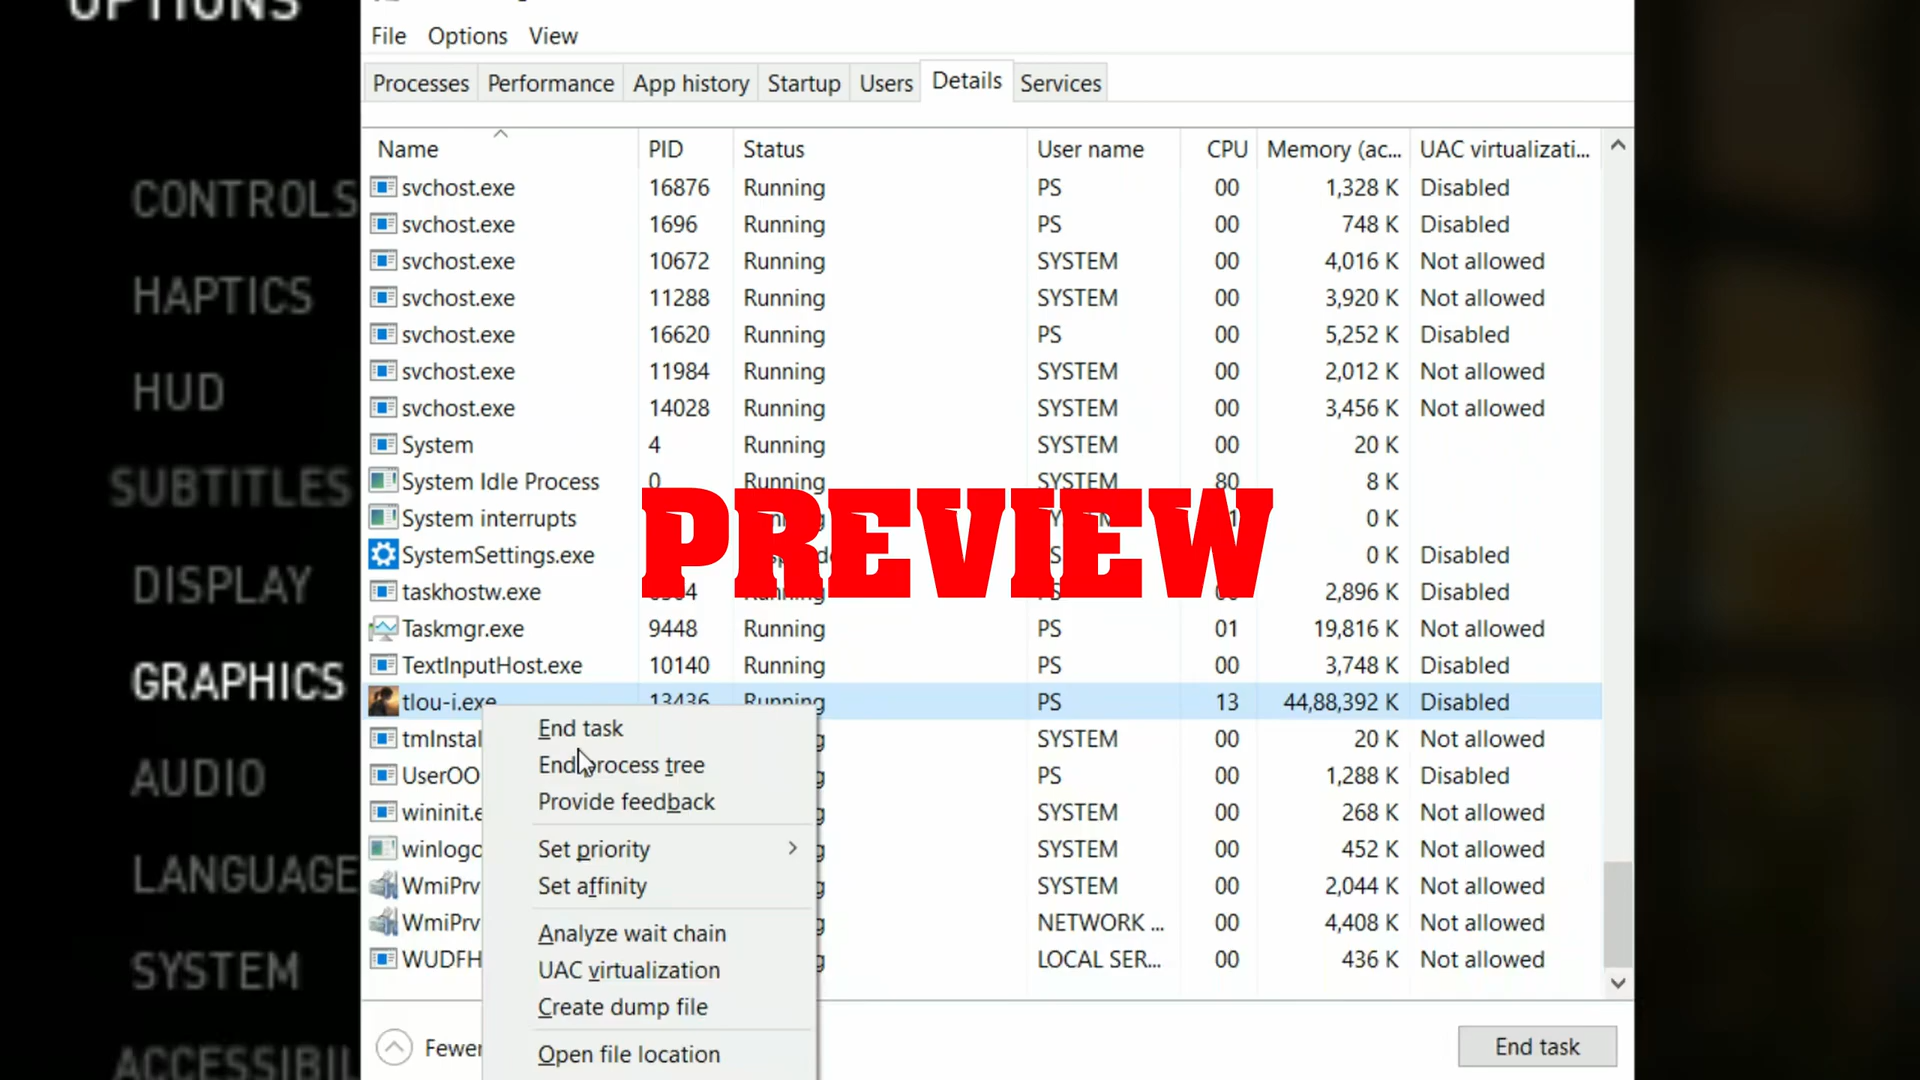 OPTIONS
File Options View
Processes Performance App history Startup Users Details Services
Name PID Status User name CPU Memory (ac... UAC virtualizati...
svchost.exe 16876 Running PS 00 1,328 K Disabled
svchost.exe 1696 Running PS 00 748 K Disabled
svchost.exe 10672 Running SYSTEM 00 4,016 K Not allowed
svchost.exe 11288 Running SYSTEM 00 3,920 K Not allowed
svchost.exe 16620 Running PS 00 5,252 K Disabled
svchost.exe 11984 Running SYSTEM 00 2,012 K Not allowed
svchost.exe 14028 Running SYSTEM 00 3,456 K Not allowed
System 4 Running SYSTEM 00 20 K
System Idle Process 0 Running SYSTEM 80 8 K
System interrupts 0 K
SystemSettings.exe 0 K Disabled
taskhostw.exe Running PS 2,896 K Disabled
Taskmgr.exe 9448 Running PS 01 19,816 K Not allowed
TextInputHost.exe 10140 Running PS 00 3,748 K Disabled
tlou-i.exe 13436 Running PS 13 44,88,392 K Disabled
tmInstal SYSTEM 00 20 K Not allowed
UserOO PS 00 1,288 K Disabled
wininit.e SYSTEM 00 268 K Not allowed
winlogo SYSTEM 00 452 K Not allowed
WmiPrv SYSTEM 00 2,044 K Not allowed
WmiPrv NETWORK ... 00 4,408 K Not allowed
WUDFH LOCAL SER... 00 436 K Not allowed
End task
End process tree
Provide feedback
Set priority
Set affinity
Analyze wait chain
UAC virtualization
Create dump file
Open file location
Fewer
End task
PREVIEW
CONTROLS
HAPTICS
HUD
SUBTITLES
DISPLAY
GRAPHICS
AUDIO
LANGUAGE
SYSTEM
ACCESSIBIL